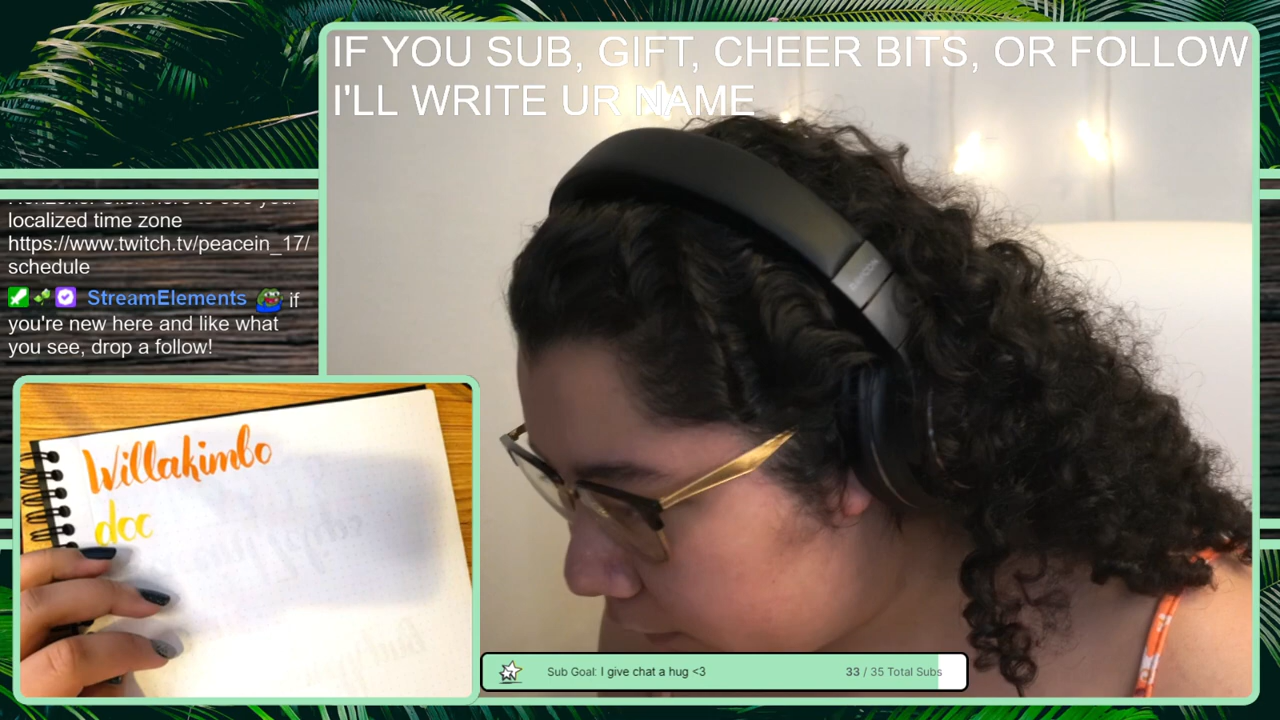 IF YOU SUB, GIFT, CHEER BITS, OR FOLLOW
I'LL WRITE UR NAME
localized time zone
https://www.twitch.tv/peacein_17/
schedule
StreamElements if
you're new here and like what
you see, drop a follow!
Willakimbo
doc
Sub Goal: I give chat a hug <3 33 / 35 Total Subs